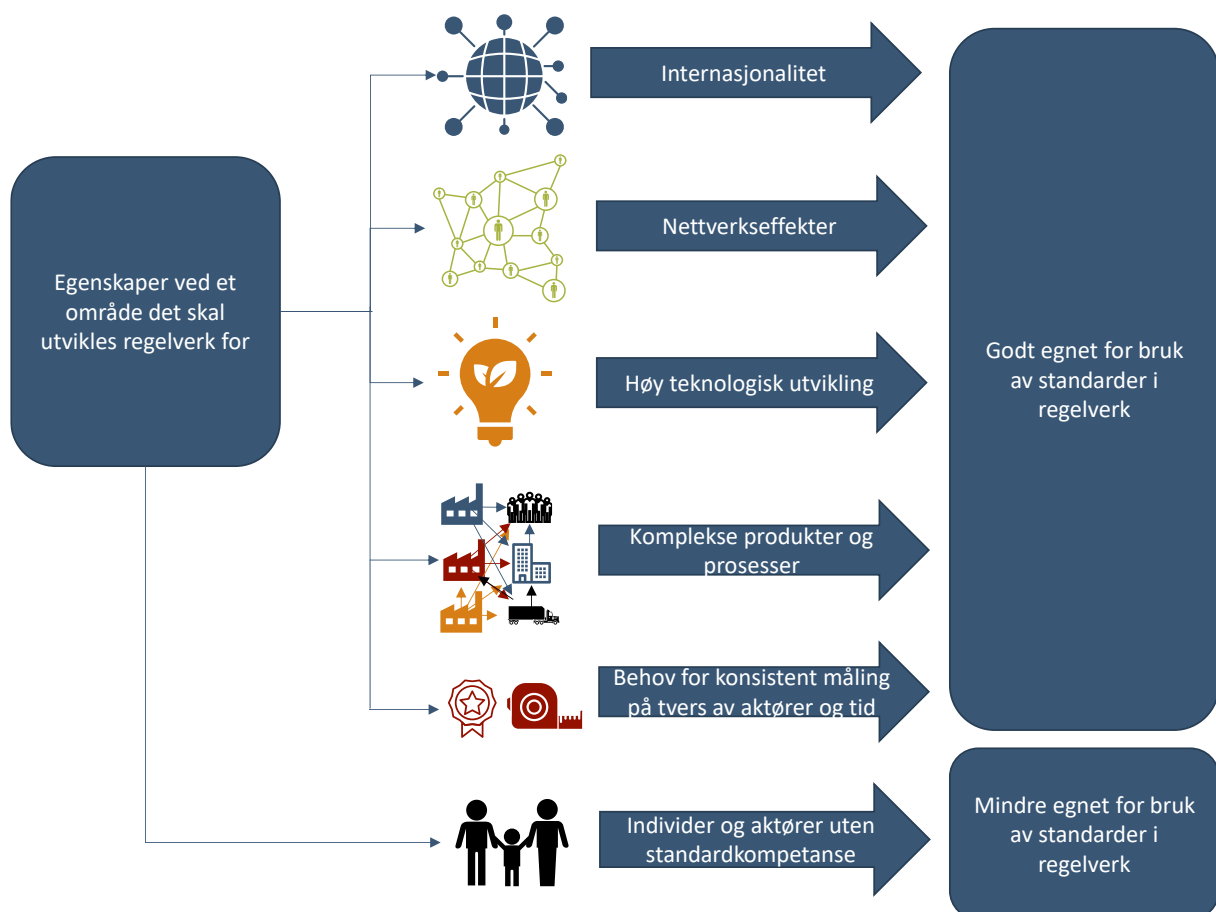 Internasjonalitet
Nettverkseffekter
Egenskaper ved et
område det skal
utvikles regelverk for
Høy teknologisk utvikling
Godt egnet for bruk
av standarder i
regelverk
Komplekse produkter og
prosesser
Behov for konsistent måling
på tvers av aktører og tid
Individer og aktører uten
standardkompetanse
Mindre egnet for bruk
av standarder i
regelverk